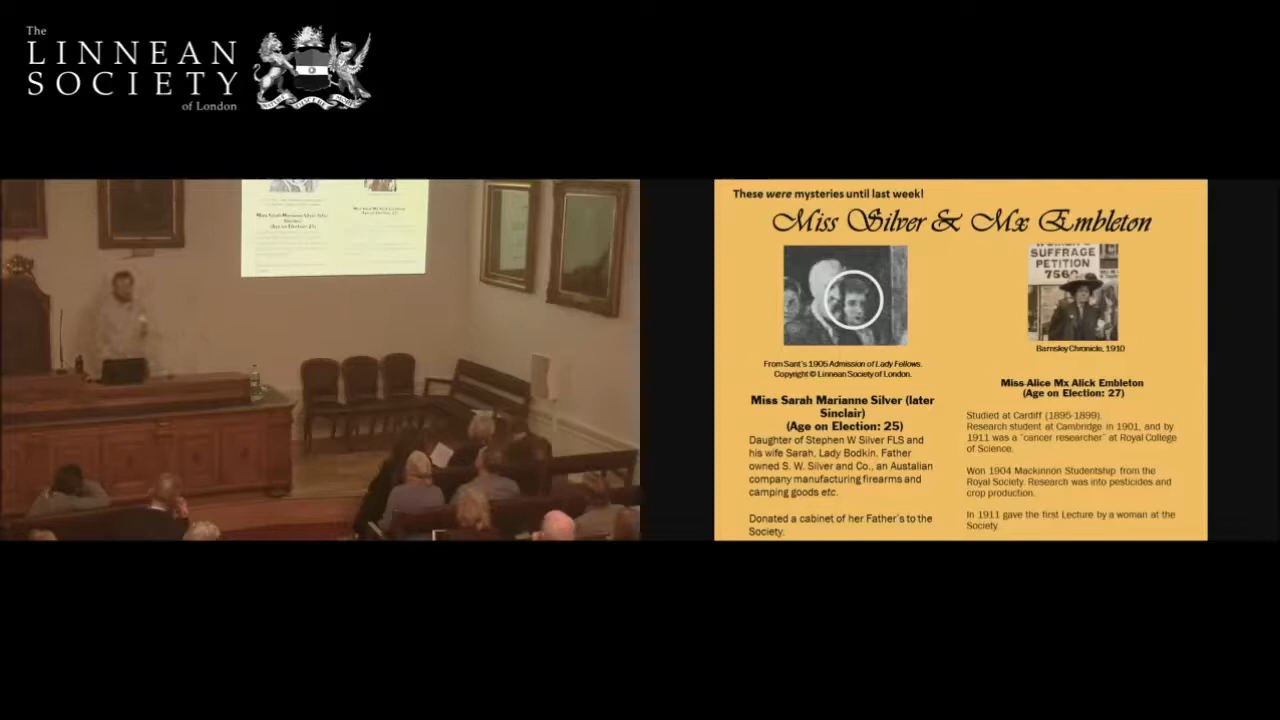 The
LINNEAN
SOCIETY
of London
These were mysteries until last week!
Miss Silver & Mx Embleton
From Sant's 1905 Admission of Lady Fellows.
Copyright © Linnean Society of London.
Miss Sarah Marianne Silver (later
Sinclair)
(Age on Election: 25)
Daughter of Stephen W Silver FLS and
his wife Sarah, Lady Bodkin. Father
owned S. W. Silver and Co., an Austalian
company manufacturing firearms and
camping goods etc.
Donated a cabinet of her Father's to the
Society.
SUFFRAGE
PETITION
Barnsley Chronicle, 1910
Miss Alice Mx Alick Embleton
(Age on Election: 27)
Studied at Cardiff (1895-1899).
Research student at Cambridge in 1901, and by
1911 was a "cancer researcher" at Royal College
of Science.
Won 1904 Mackinnon Studentship from the
Royal Society. Research was into pesticides and
crop production.
In 1911 gave the first Lecture by a woman at the
Society